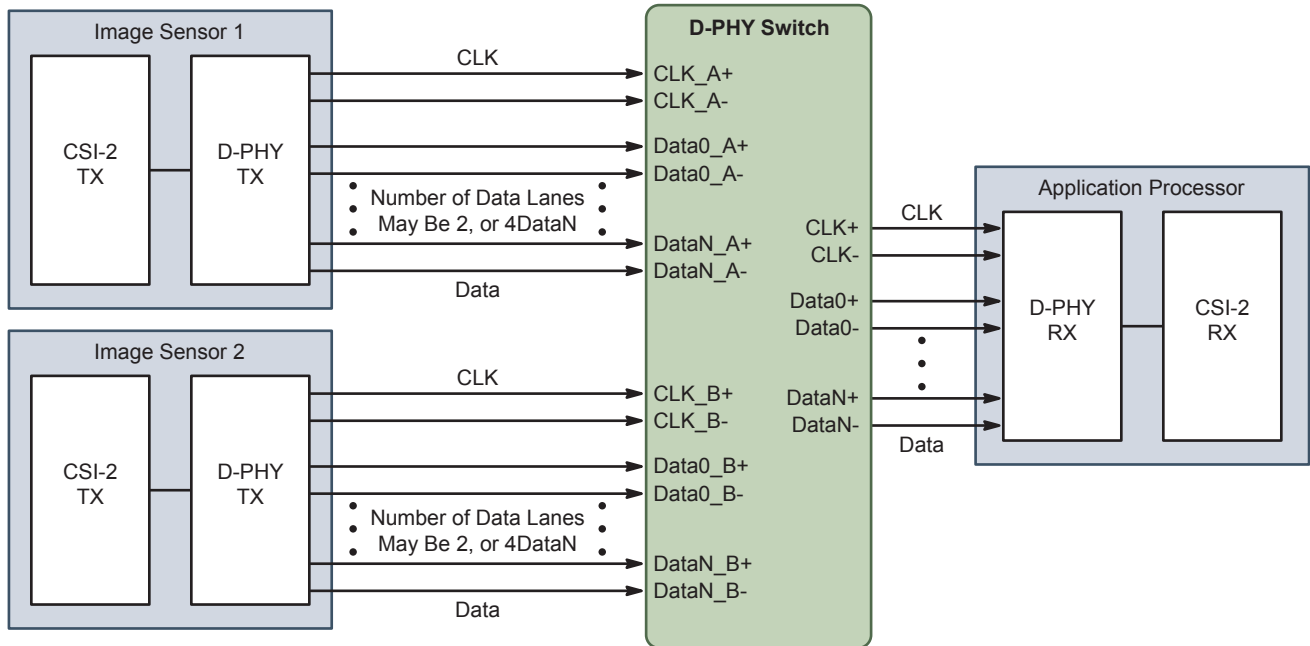 Image Sensor 1
CSI-2
TX
D-PHY
TX
CLK
Number of Data Lanes
May Be 2, or 4DataN
Data
Image Sensor 2
CSI-2
TX
D-PHY
TX
CLK
Number of Data Lanes
May Be 2, or 4DataN
Data
D-PHY Switch
CLK_A+
CLK_A-
Data0_A+
Data0_A-
DataN_A+
DataN_A-
CLK_B+
CLK_B-
Data0_B+
Data0_B-
DataN_B+
DataN_B-
CLK+
CLK-
Data0+
Data0-
DataN+
DataN-
CLK
Data
Application Processor
D-PHY
RX
CSI-2
RX